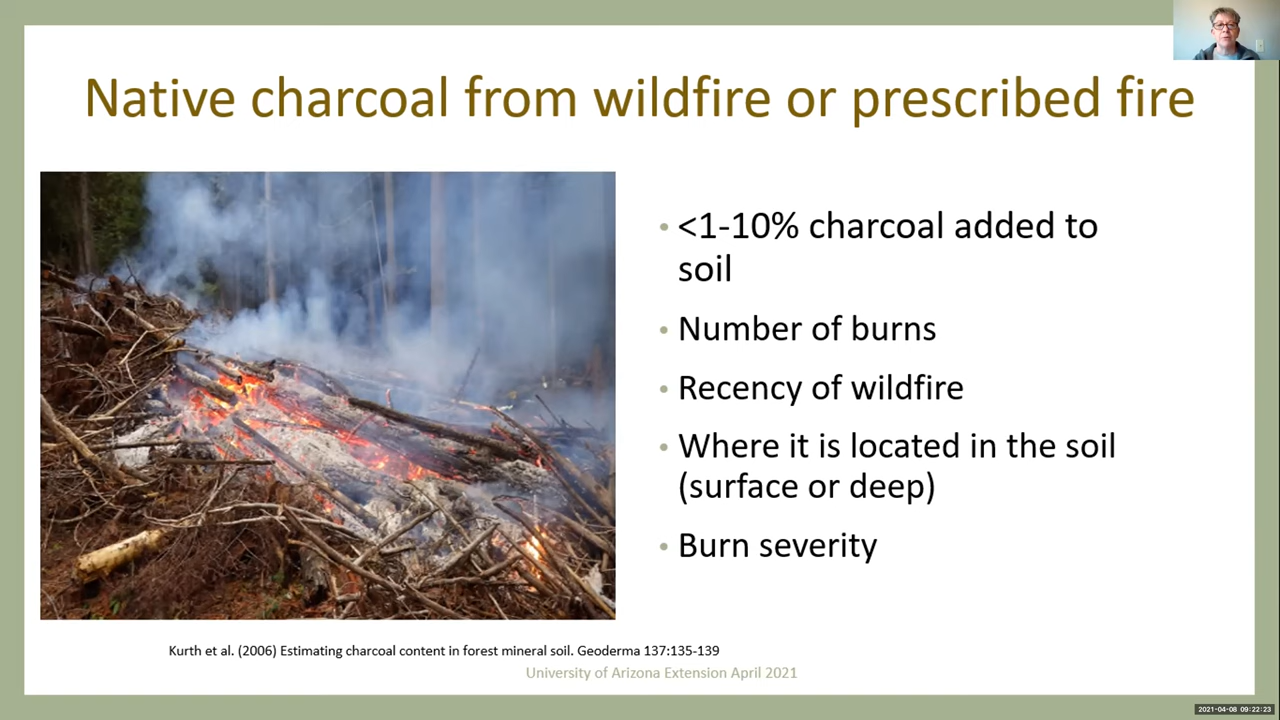 Native charcoal from wildfire or prescribed fire
• <1-10% charcoal added to
soil
• Number of burns
• Recency of wildfire
• Where it is located in the soil
(surface or deep)
• Burn severity
Kurth et al. (2006) Estimating charcoal content in forest mineral soil. Geoderma 137:135-139
University of Arizona Extension April 2021
2021-04-08 09:22:23